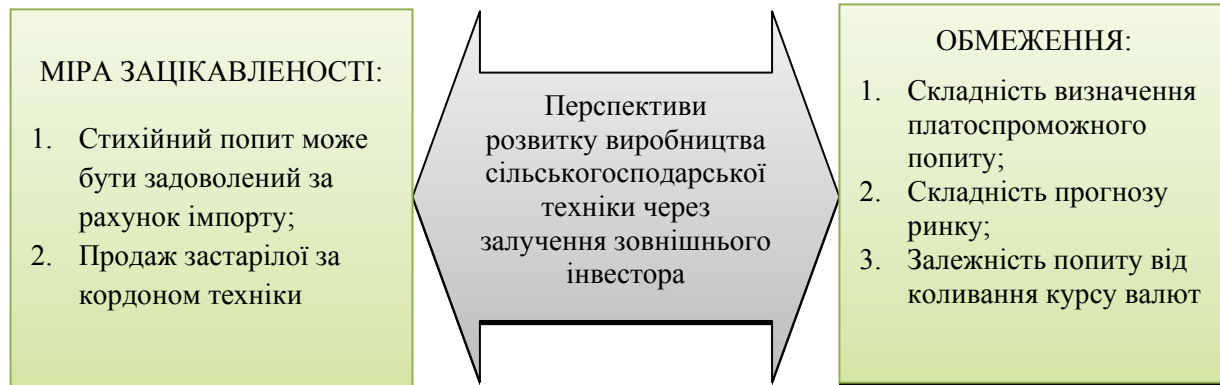 МІРА ЗАЦІКАВЛЕНОСТІ:
1. Стихійний попит може
бути задоволений за
рахунок імпорту;
2. Продаж застарілої за
кордоном техніки
Перспективи
розвитку виробництва
сільськогосподарської
техніки через
залучення зовнішнього
інвестора
ОБМЕЖЕННЯ:
1. Складність визначення
платоспроможного
попиту;
2. Складність прогнозу
ринку;
3. Залежність попиту від
коливання курсу валют